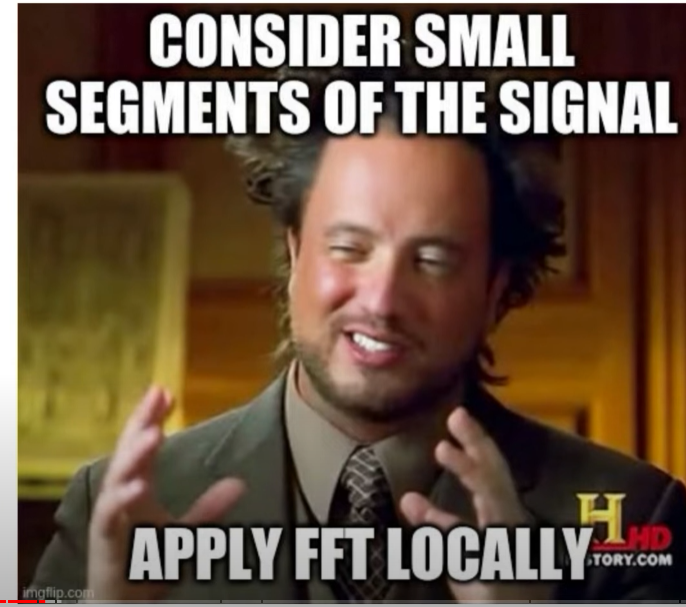 CONSIDER SMALL
SEGMENTS OF THE SIGNAL
H
HD
TORY.COM
APPLY FFT LOCALLY
imgflip.com